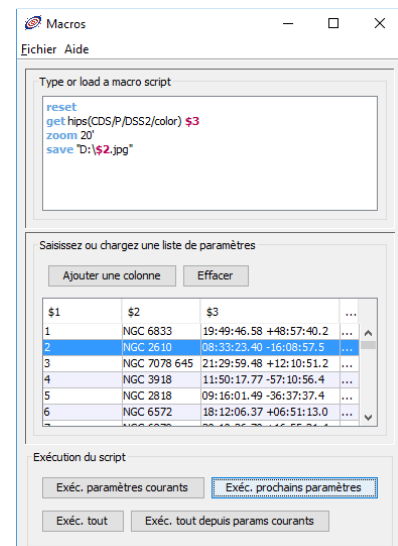 Macros
Fichier Aide
Type or load a macro script
reset
get hips(CDS/P/DSS2/color) $3
zoom 20'
save "D:\$2.jpg"
Saisissez ou chargez une liste de paramètres
Ajouter une colonne Effacer
$1 $2 $3 ...
1 NGC 6833 19:49:46.58 +48:57:40.2 ...
2 NGC 2610 08:33:23.40 -16:08:57.5 ...
3 NGC 7078 645 21:29:59.48 +12:10:51.2 ...
4 NGC 3918 11:50:17.77 -57:10:56.4 ...
5 NGC 2818 09:16:01.49 -36:37:37.4 ...
6 NGC 6572 18:12:06.37 +06:51:13.0 ...
Exécution du script
Exéc. paramètres courants Exéc. prochains paramètres
Exéc. tout Exéc. tout depuis params courants